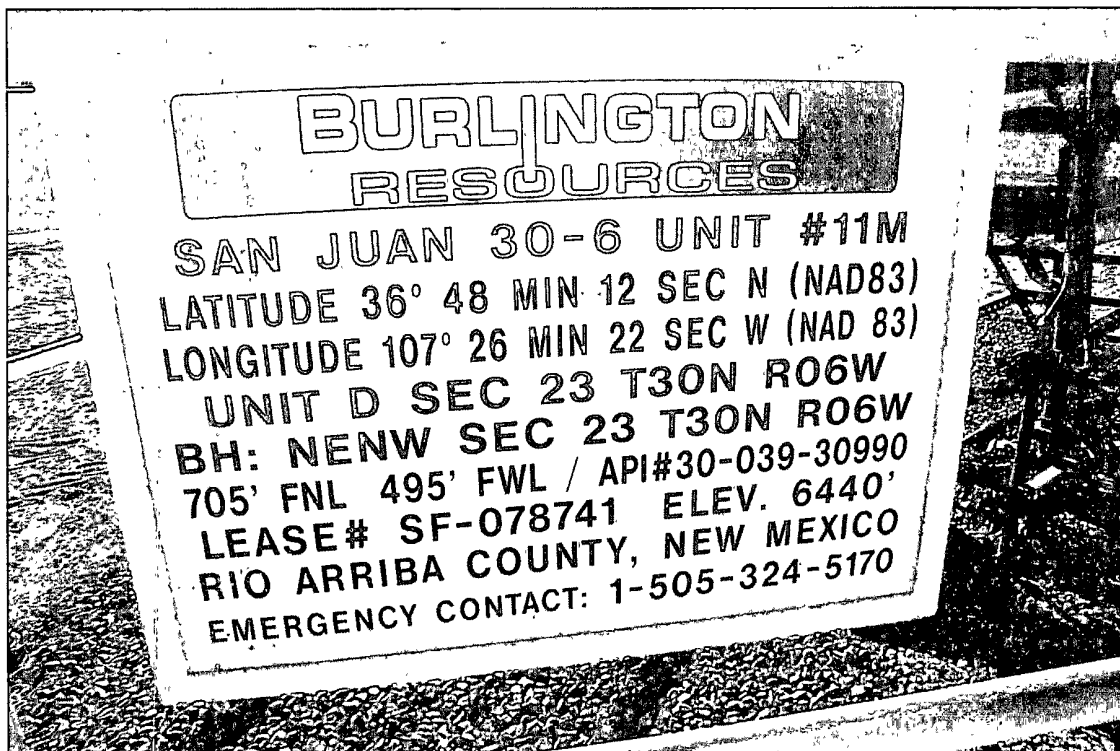 BURLINGTON
RESOURCES
SAN JUAN 30-6 UNIT #11M
LATITUDE 36° 48 MIN 12 SEC N (NAD83)
LONGITUDE 107° 26 MIN 22 SEC W (NAD 83)
UNIT D SEC 23 T30N R06W
BH: NENW SEC 23 T30N R06W
705' FNL 495' FWL / API#30-039-30990
LEASE# SF-078741 ELEV. 6440'
RIO ARRIBA COUNTY, NEW MEXICO
EMERGENCY CONTACT: 1-505-324-5170